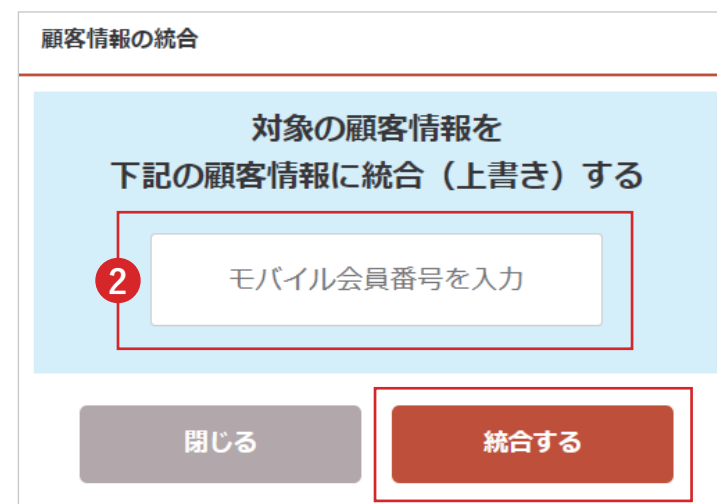 顧客情報の統合
対象の顧客情報を
下記の顧客情報に統合（上書き）する
2
モバイル会員番号を入力
閉じる
統合する